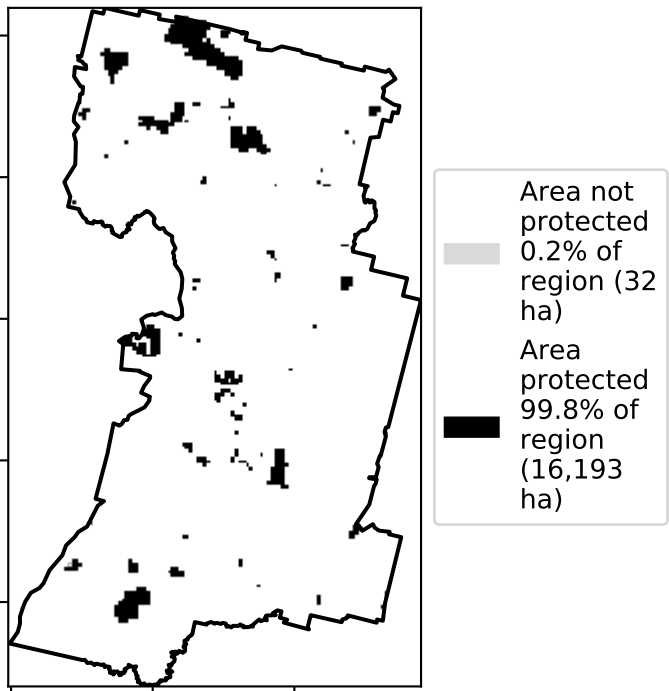 Area not
protected
0.2% of
region (32
ha)
Area
protected
99.8% of
region
(16,193
ha)